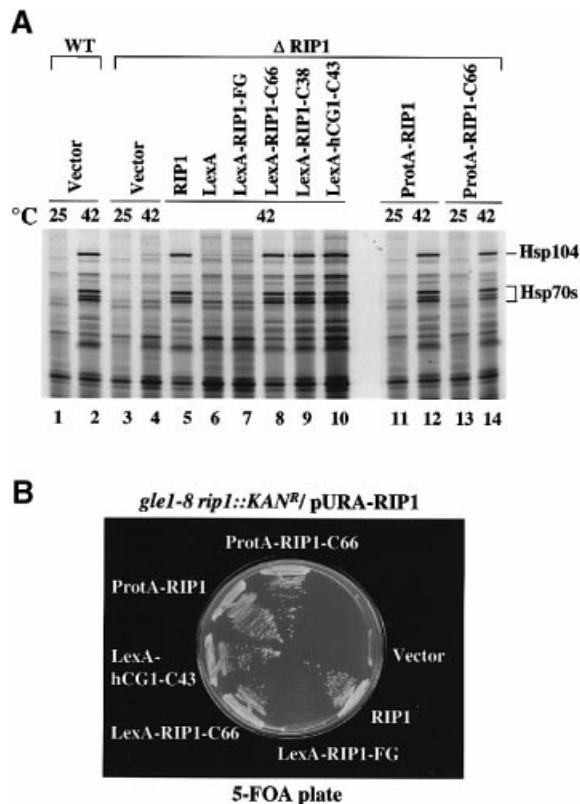 A
WT
Δ RIP1
Vector
Vector
RIP1
LexA
LexA-RIP1-FG
LexA-RIP1-C66
LexA-RIP1-C38
LexA-hCG1-C43
ProtA-RIP1
ProtA-RIP1-C66
°C 25 42 25 42 42 25 42 25 42
Hsp104
Hsp70s
1 2 3 4 5 6 7 8 9 10 11 12 13 14
B
gle1-8 rip1::KANᴿ/ pURA-RIP1
ProtA-RIP1-C66
ProtA-RIP1
LexA-
hCG1-C43
Vector
RIP1
LexA-RIP1-C66
LexA-RIP1-FG
5-FOA plate